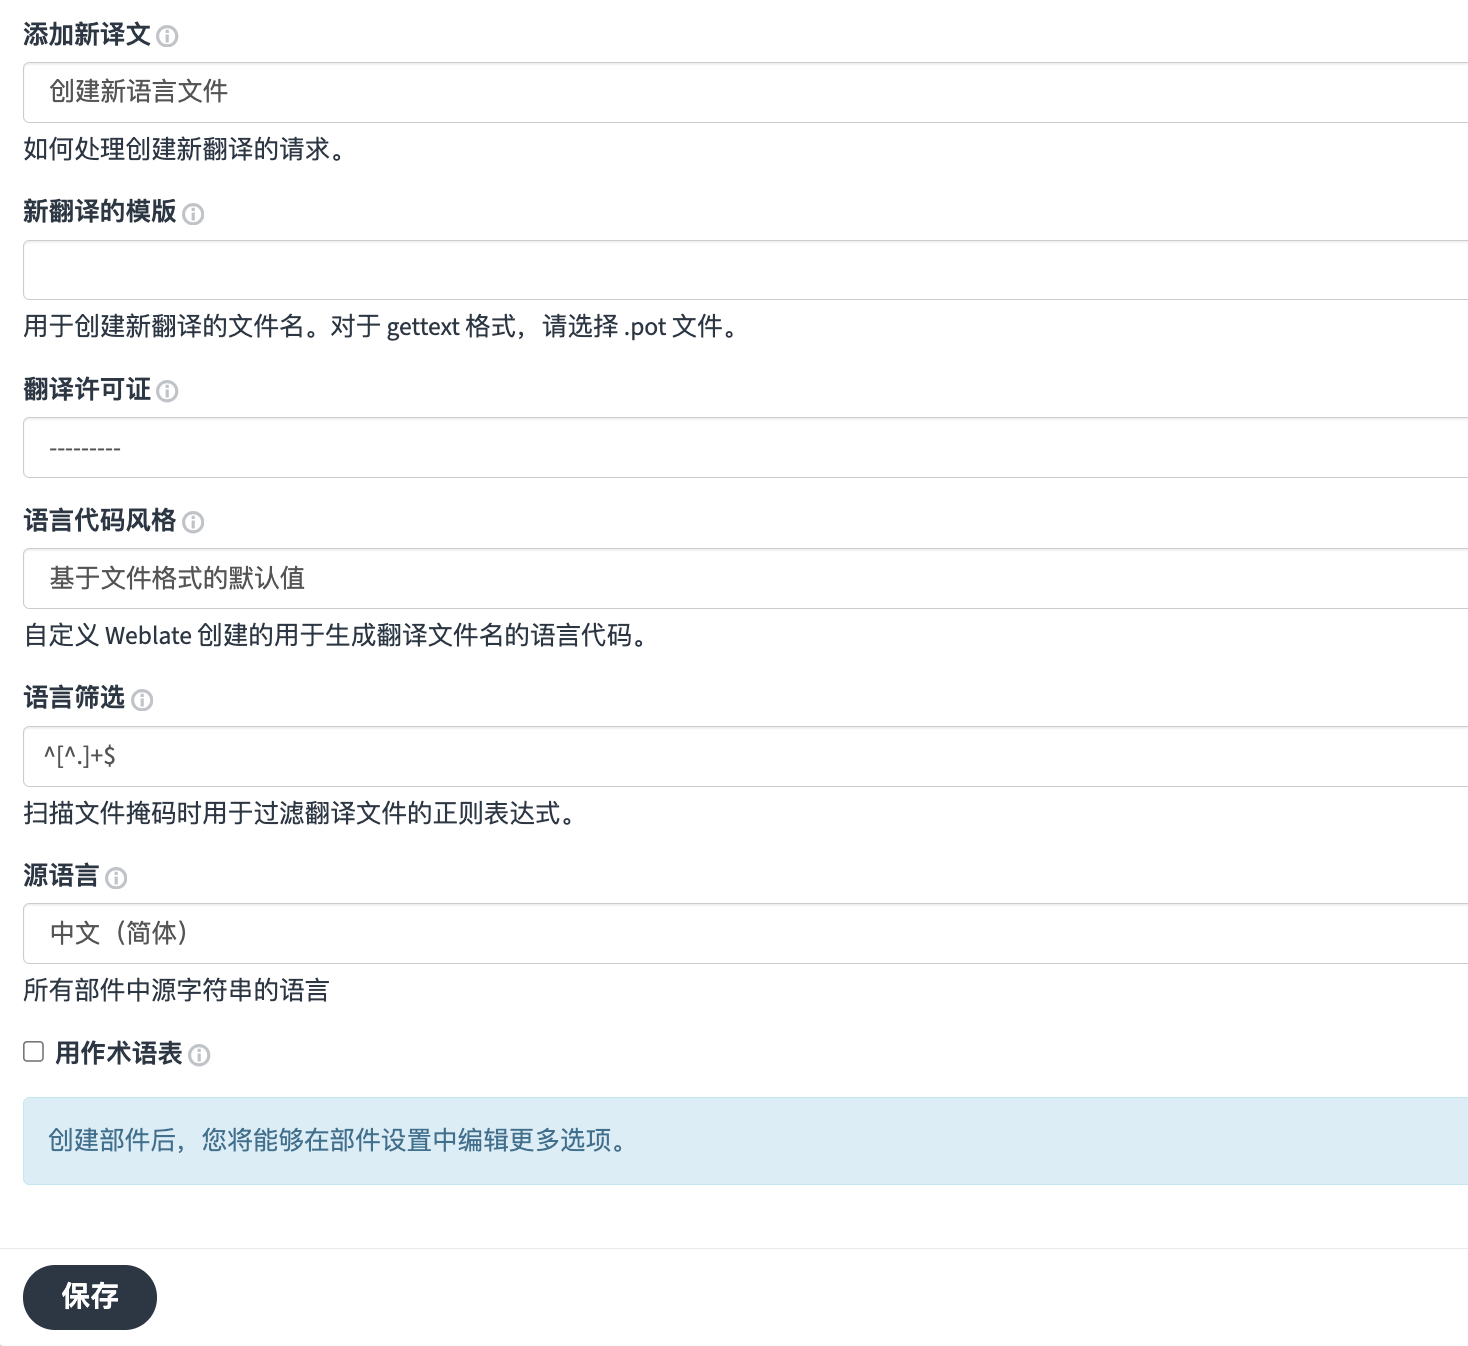 添加新译文
创建新语言文件
如何处理创建新翻译的请求。
新翻译的模版
用于创建新翻译的文件名。对于 gettext 格式，请选择 .pot 文件。
翻译许可证
---------
语言代码风格
基于文件格式的默认值
自定义 Weblate 创建的用于生成翻译文件名的语言代码。
语言筛选
^[^.]+$
扫描文件掩码时用于过滤翻译文件的正则表达式。
源语言
中文（简体）
所有部件中源字符串的语言
用作术语表
创建部件后，您将能够在部件设置中编辑更多选项。
保存